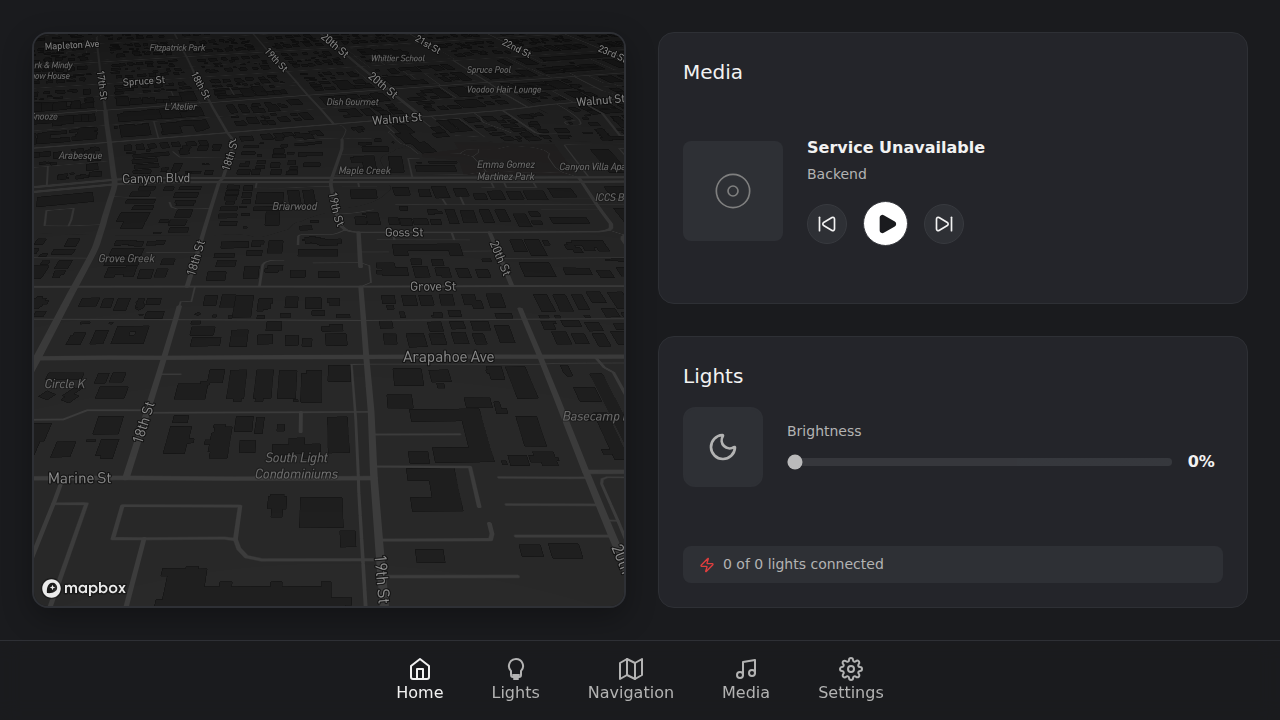 Mapleton Ave
Fitzpatrick Park
19th St
20th St
21st St
22nd St
Whittier School
Spruce Pool
rk & Mindy
ow House
17th St
Spruce St
18th St
20th St
Voodoo Hair Lounge
L'Atelier
Dish Gourmet
Walnut St
Walnut St
nooze
Arabesque
18th St
Canyon Blvd
Maple Creek
Emma Gomez
Martinez Park
Canyon Villa Apa
ICCS B
Briarwood
19th St
Goss St
Grove Greek
18th St
20th St
Grove St
Arapahoe Ave
Circle K
18th St
Basecamp
South Light
Condominiums
Marine St
19th St
mapbox
Media
Service Unavailable
Backend
Lights
Brightness
0%
0 of 0 lights connected
Home
Lights
Navigation
Media
Settings